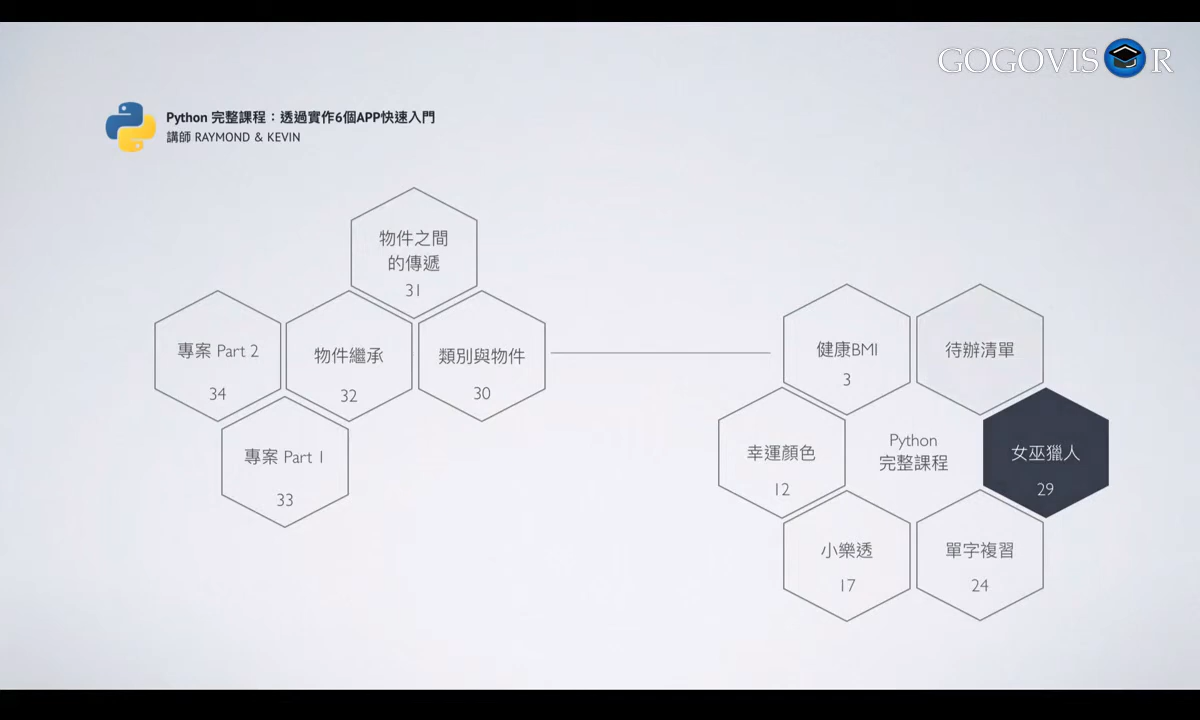 GOGOVISOR
Python 完整課程：透過實作6個APP快速入門
講師 RAYMOND & KEVIN
物件之間
的傳遞
31
專案 Part 2
34
物件繼承
32
類別與物件
30
專案 Part 1
33
健康BMI
3
待辦清單
幸運顏色
12
Python
完整課程
女巫獵人
29
小樂透
17
單字複習
24